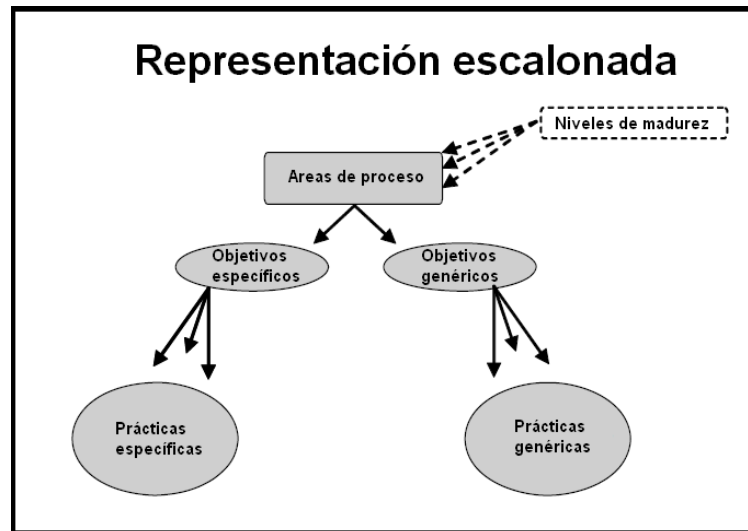 Representación escalonada
Niveles de madurez
Areas de proceso
Objetivos
específicos
Objetivos
genéricos
Prácticas
específicas
Prácticas
genéricas